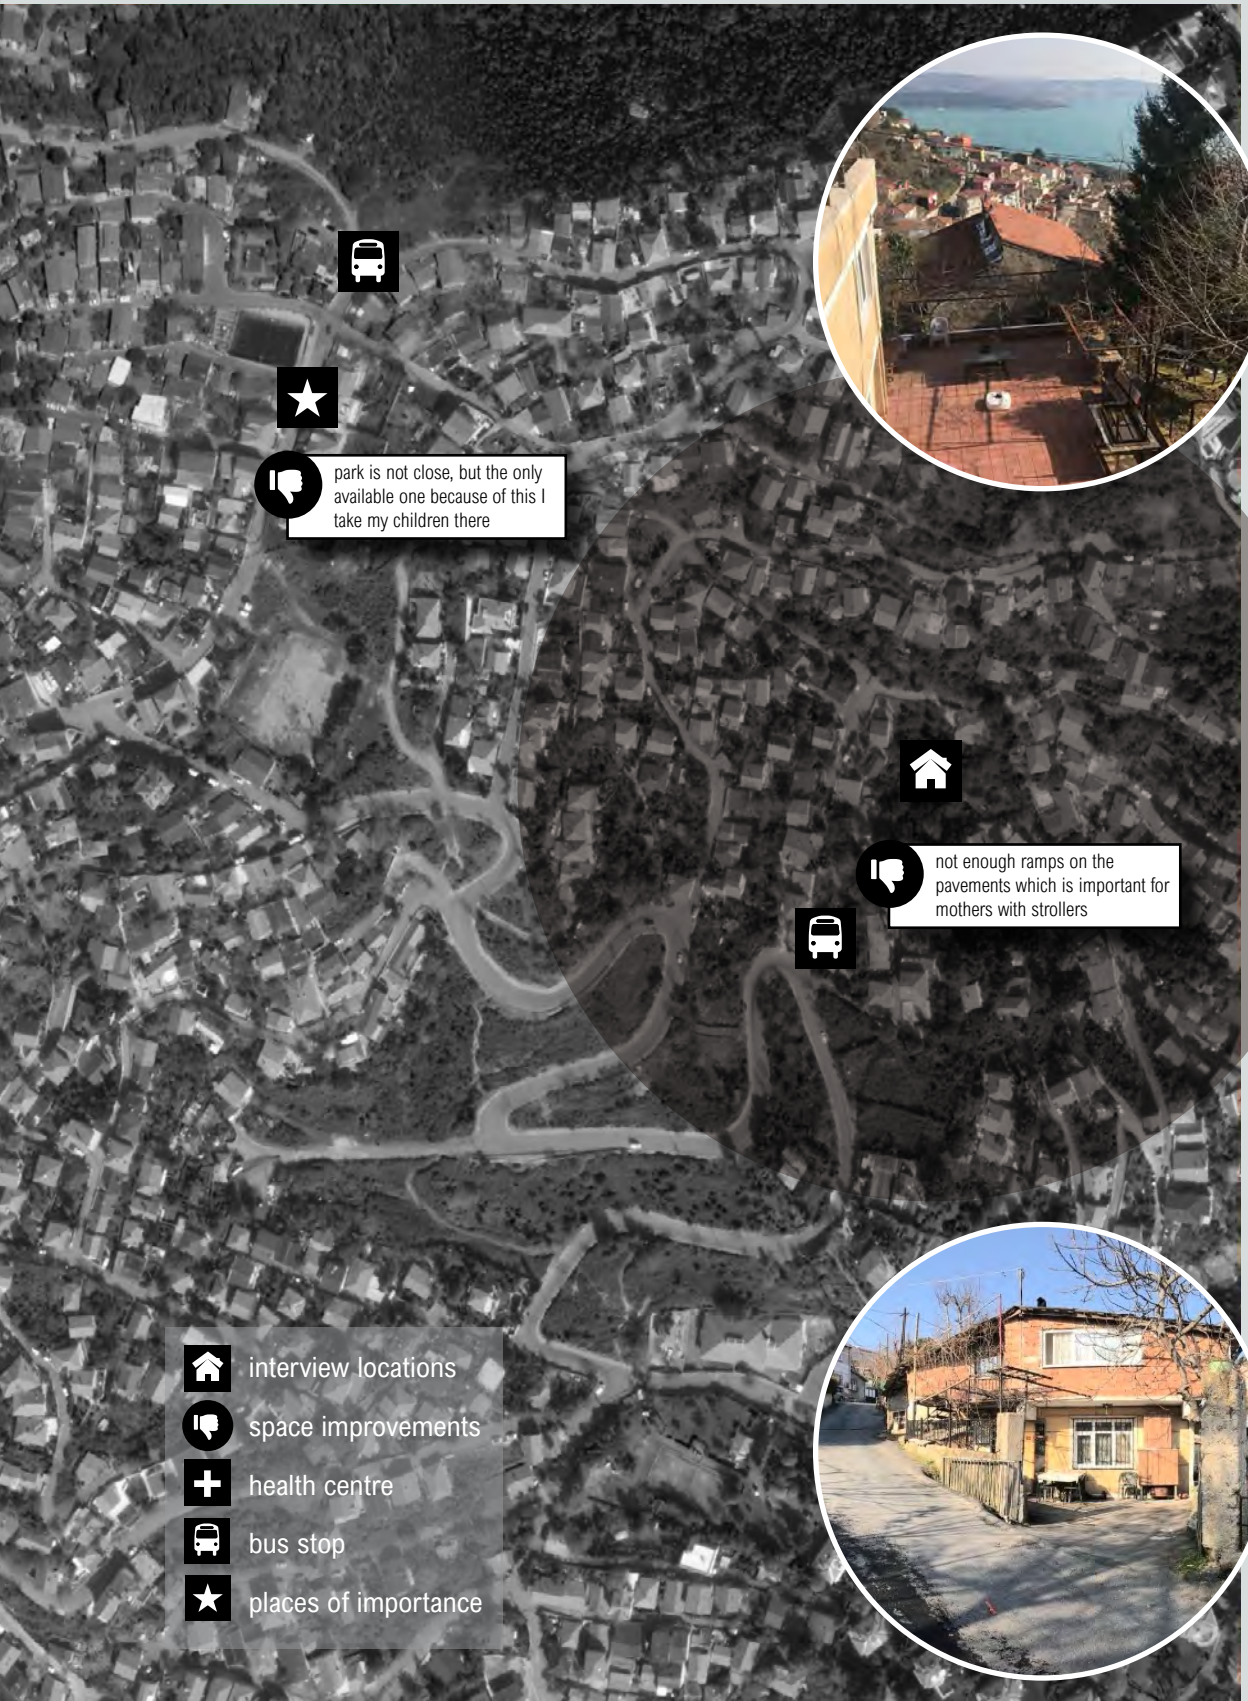 park is not close, but the only
available one because of this I
take my children there
not enough ramps on the
pavements which is important for
mothers with strollers
interview locations
space improvements
health centre
bus stop
places of importance